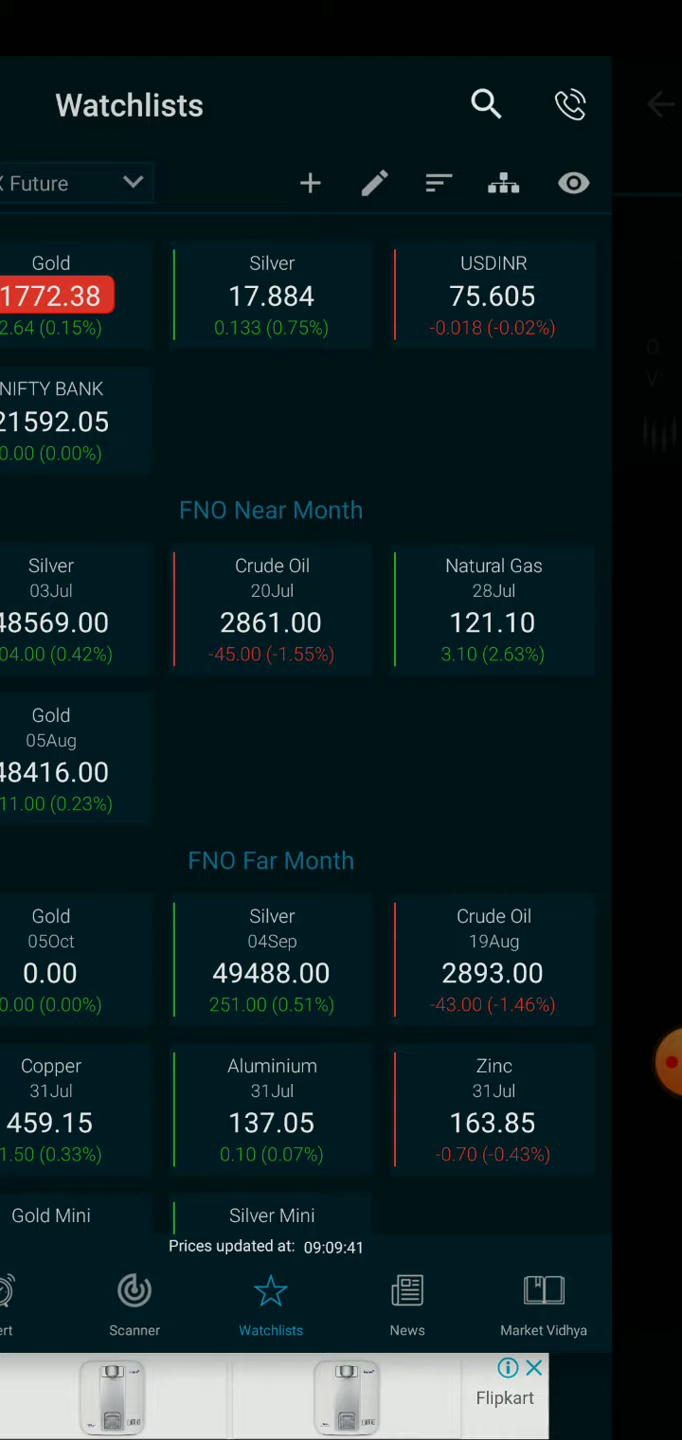 Watchlists
X Future
Gold Silver USDINR
1772.38 17.884 75.605
2.64 (0.15%) 0.133 (0.75%) -0.018 (-0.02%)
NIFTY BANK
21592.05
0.00 (0.00%)
FNO Near Month
Silver Crude Oil Natural Gas
03Jul 20Jul 28Jul
48569.00 2861.00 121.10
04.00 (0.42%) -45.00 (-1.55%) 3.10 (2.63%)
Gold
05Aug
48416.00
11.00 (0.23%)
FNO Far Month
Gold Silver Crude Oil
05Oct 04Sep 19Aug
0.00 49488.00 2893.00
0.00 (0.00%) 251.00 (0.51%) -43.00 (-1.46%)
Copper Aluminium Zinc
31Jul 31Jul 31Jul
459.15 137.05 163.85
1.50 (0.33%) 0.10 (0.07%) -0.70 (-0.43%)
Gold Mini Silver Mini
Prices updated at: 09:09:41
ert Scanner Watchlists News Market Vidhya
Flipkart